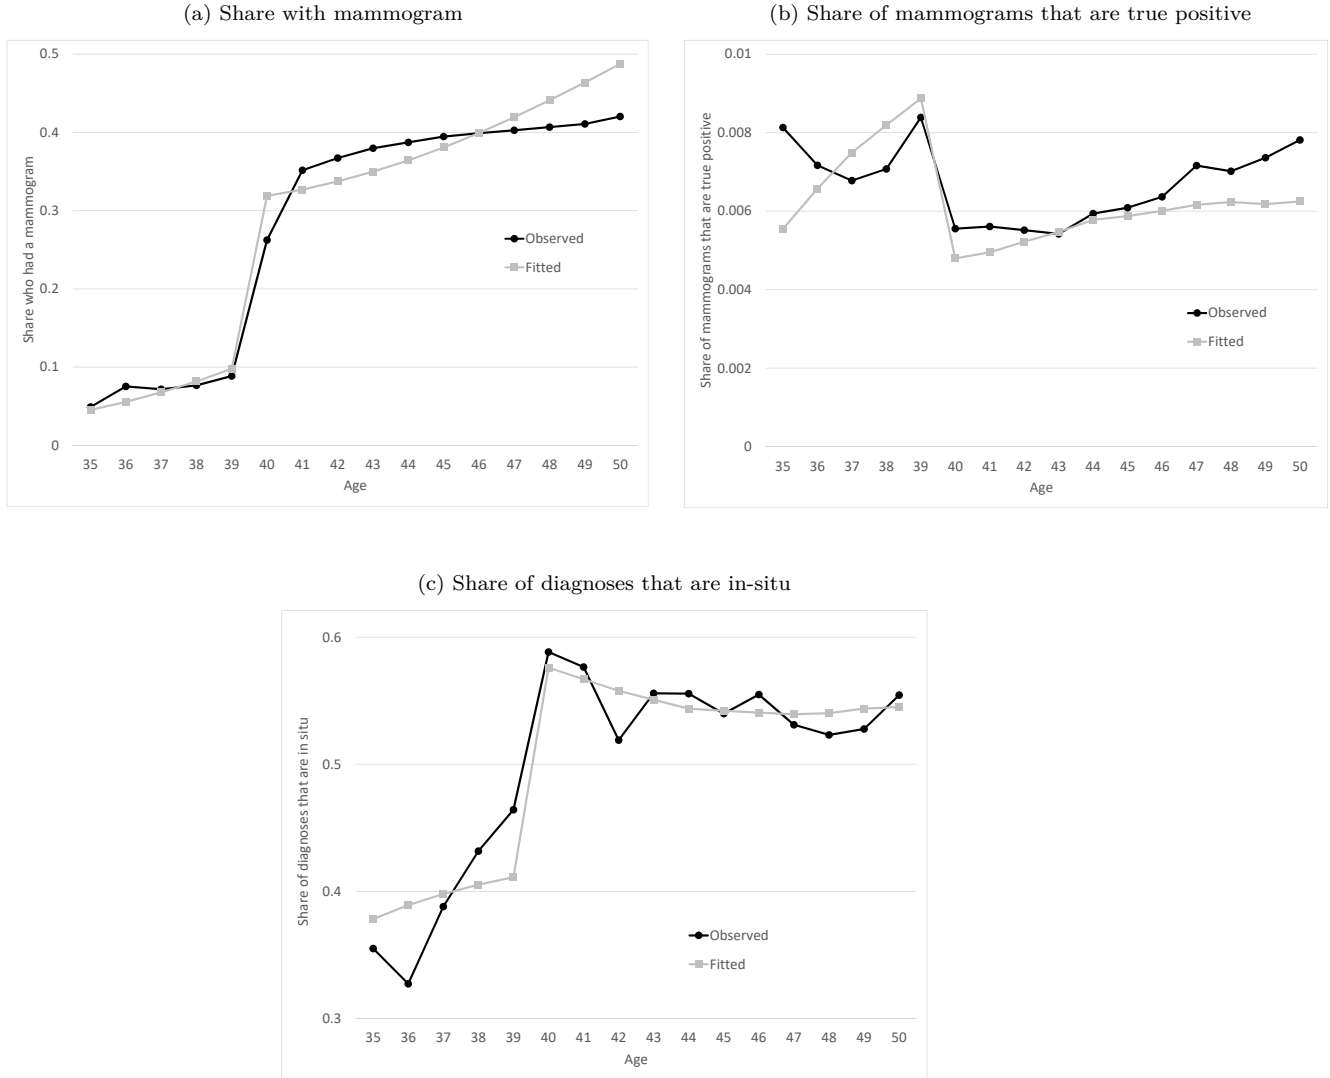 (a) Share with mammogram
0.5
0.4
0.3
0.2
0.1
0
Share who had a mammogram
Observed
Fitted
35 36 37 38 39 40 41 42 43 44 45 46 47 48 49 50
Age
(b) Share of mammograms that are true positive
0.01
0.008
0.006
0.004
0.002
0
Share of mammograms that are true positive
Observed
Fitted
35 36 37 38 39 40 41 42 43 44 45 46 47 48 49 50
Age
(c) Share of diagnoses that are in-situ
0.6
0.5
0.4
0.3
Share of diagnoses that are in situ
Observed
Fitted
35 36 37 38 39 40 41 42 43 44 45 46 47 48 49 50
Age